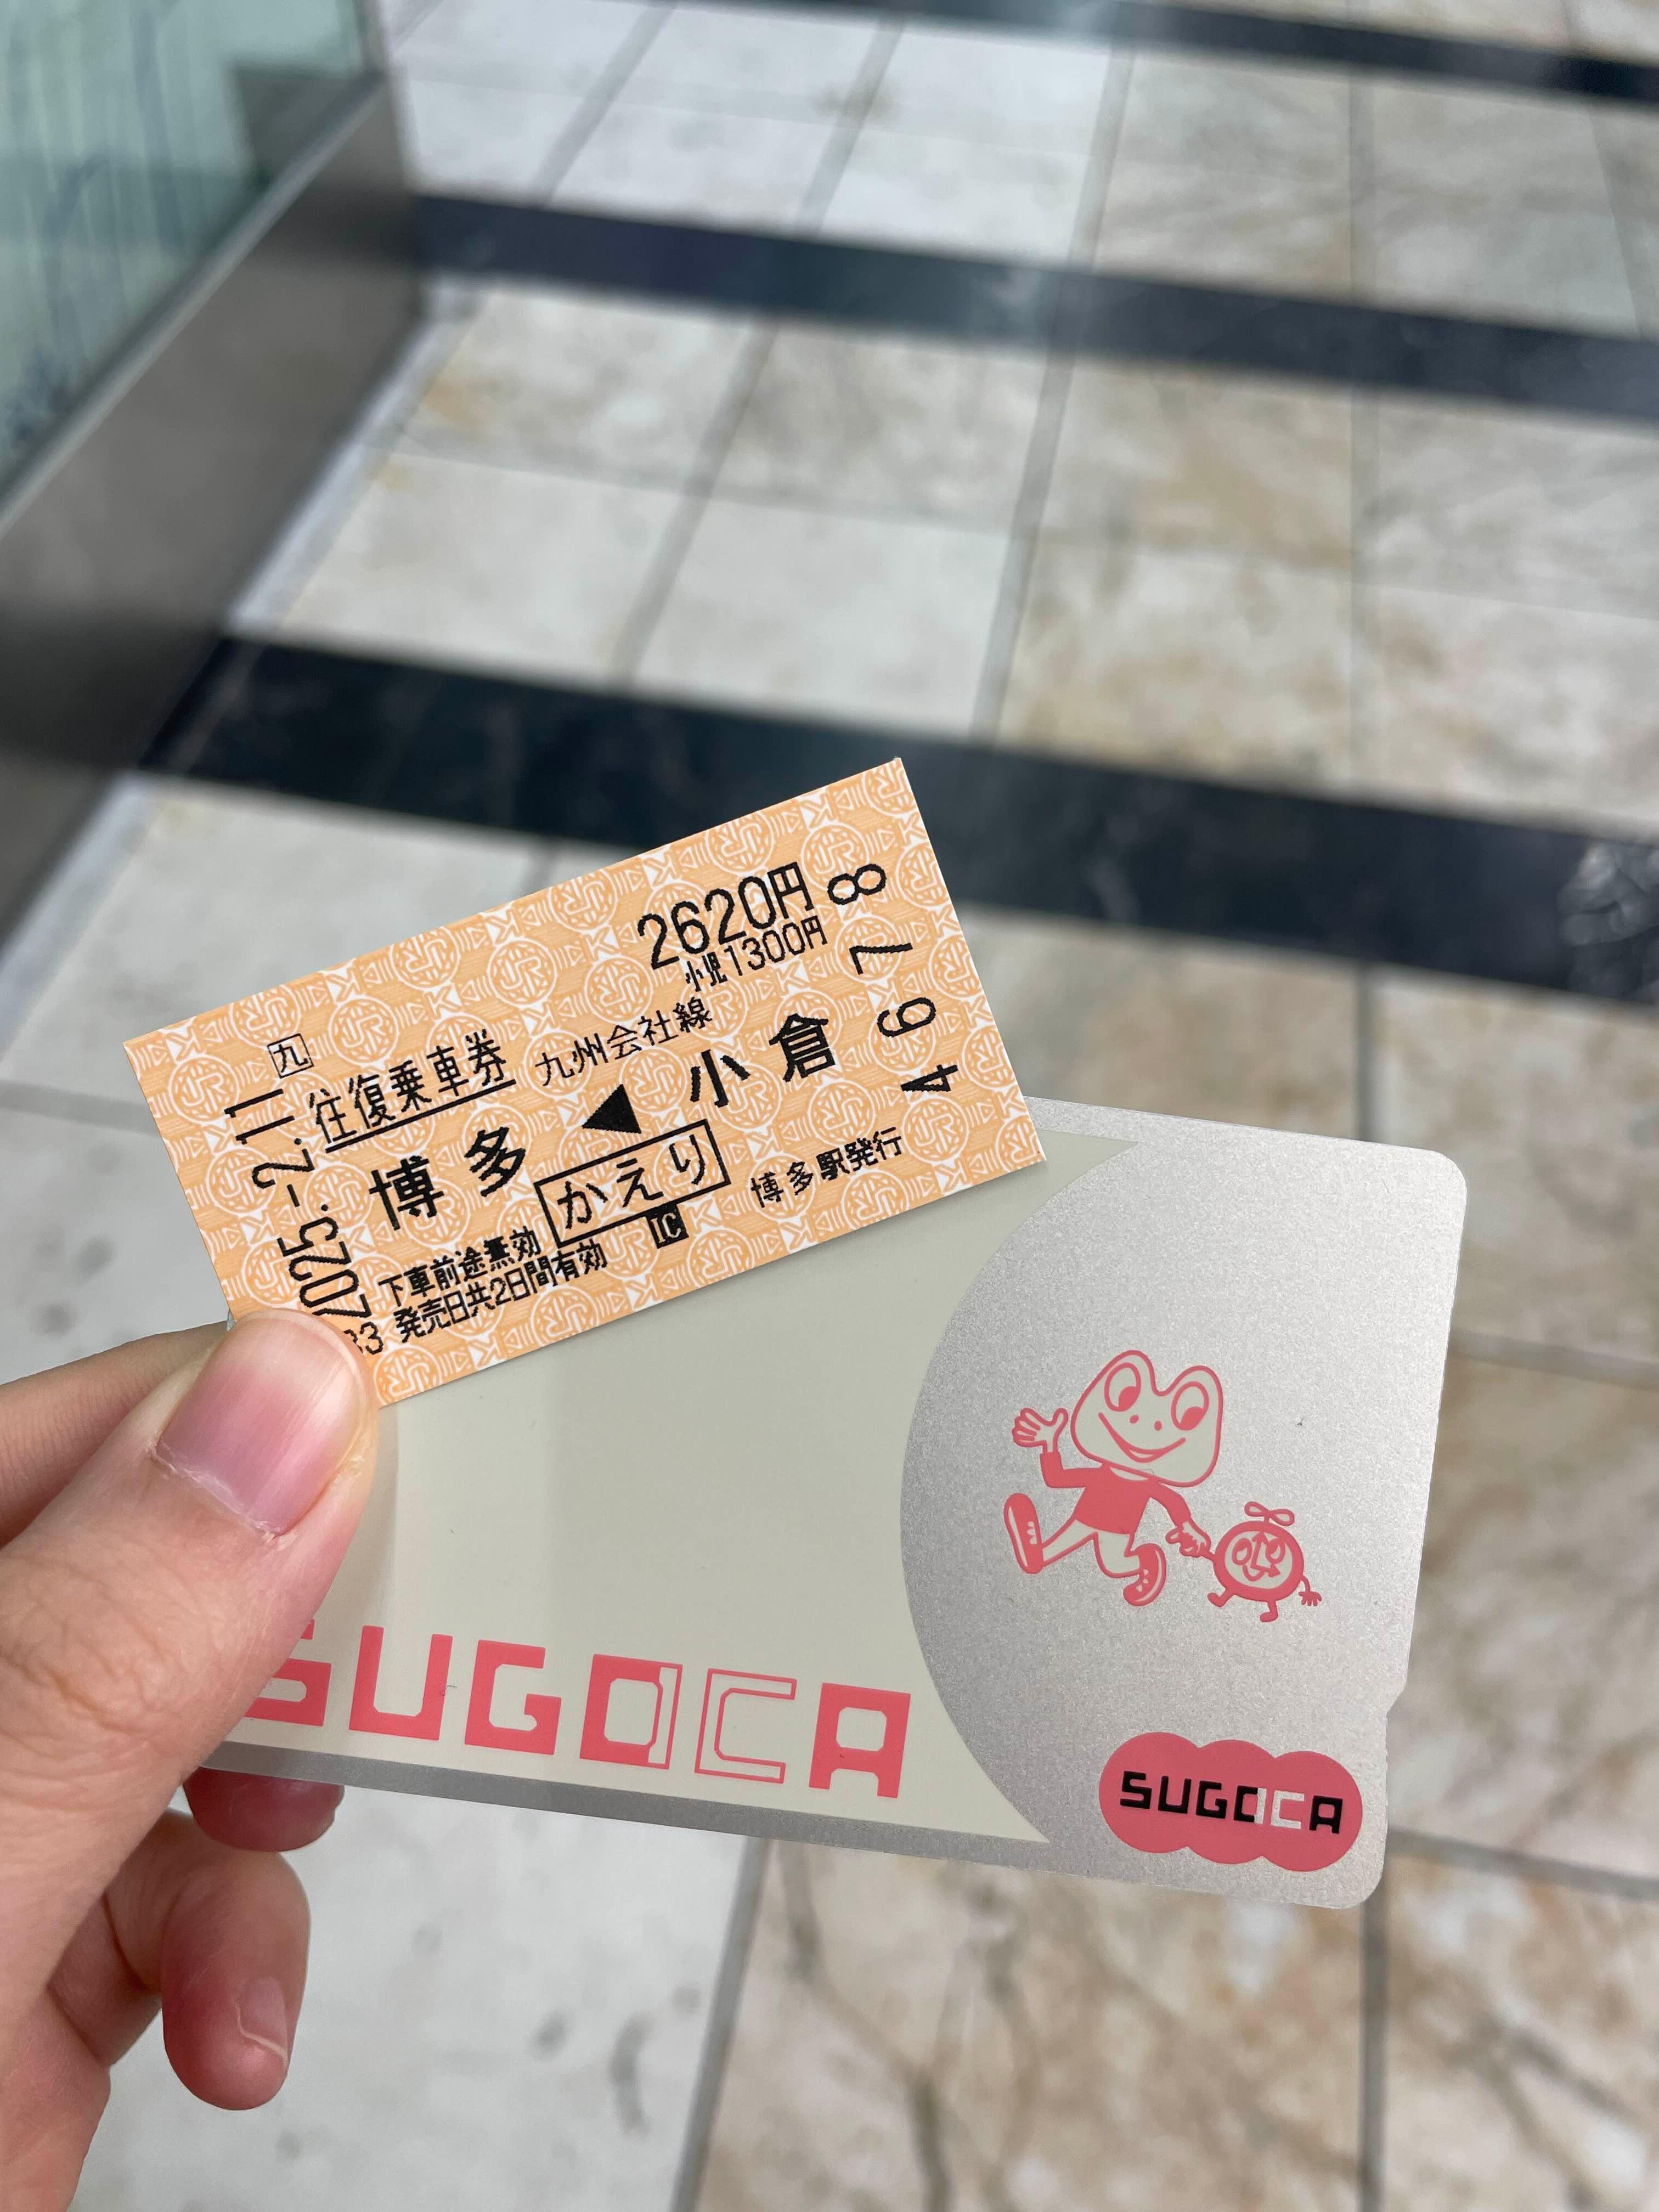 2620円
小児1300円
九
往復乗車券
九州会社線
博多 ◀ 小倉
かえり
IC
博多駅発行
下車前途無効
発売日共2日間有効
2025.-2.11
4678
SUGOCA
SUGOCA